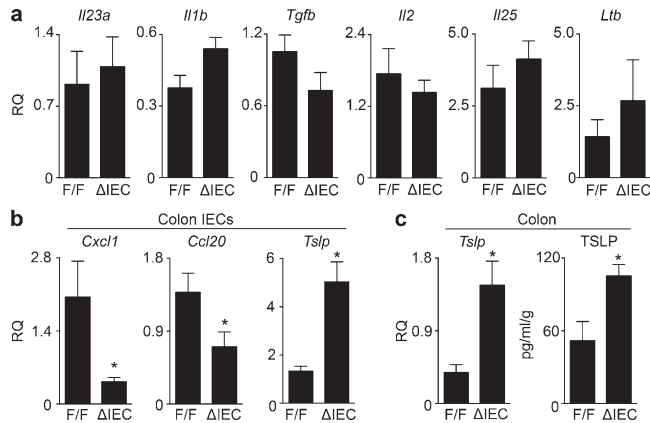 a
Il23a Il1b Tgfb Il2 Il25 Ltb
1.4 0.6 1.2 2.4 5.0 5.0
RQ 0.7 0.3 0.6 1.2 2.5 2.5
0 0 0 0 0 0
F/F ΔIEC F/F ΔIEC F/F ΔIEC F/F ΔIEC F/F ΔIEC F/F ΔIEC
b Colon IECs
Cxcl1 Ccl20 Tslp
2.8 1.8 6 *
RQ 1.4 * 0.9 * 4
2
0 0 0
F/F ΔIEC F/F ΔIEC F/F ΔIEC
c Colon
Tslp TSLP
1.8 * 120 *
RQ 0.9 pg/ml/g 60
0 0
F/F ΔIEC F/F ΔIEC